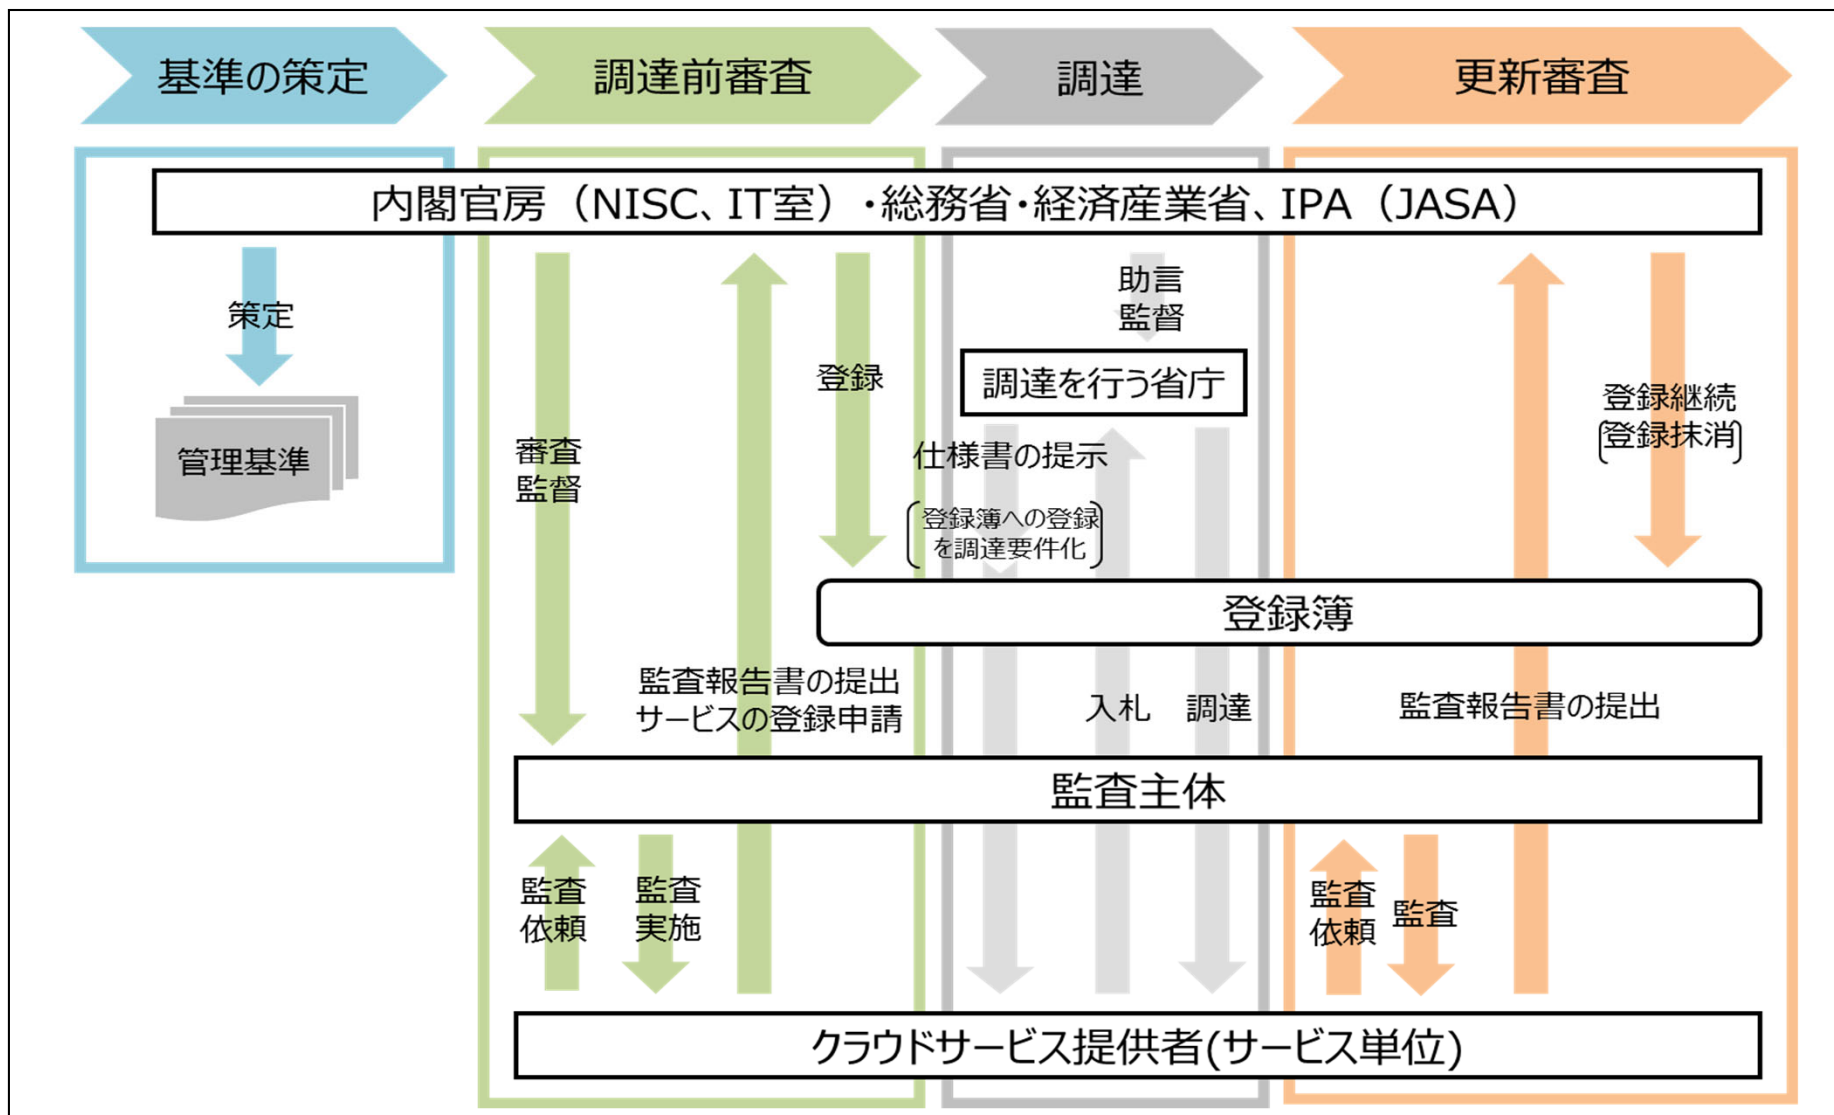 基準の策定
調達前審査
調達
更新審査
内閣官房（NISC、IT室）・総務省・経済産業省、IPA（JASA）
策定
管理基準
審査
監督
登録
助言
監督
調達を行う省庁
仕様書の提示
登録簿への登録
を調達要件化
登録継続
登録抹消
登録簿
監査報告書の提出
サービスの登録申請
入札
調達
監査報告書の提出
監査主体
監査
依頼
監査
実施
監査
依頼
監査
クラウドサービス提供者(サービス単位)